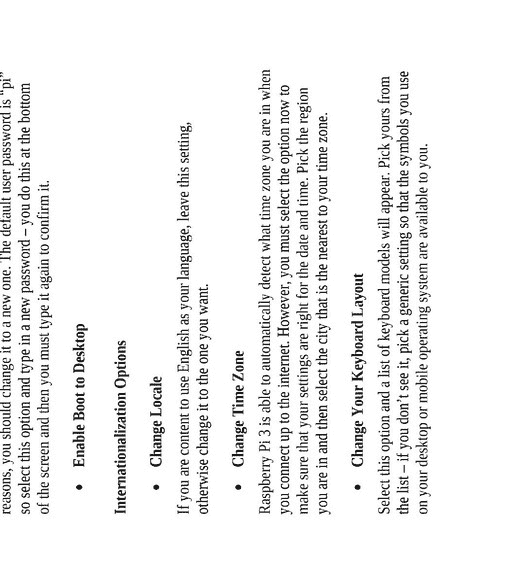 reasons, you should change it to a new one. The default user password is “pi”
so select this option and type in a new password – you do this at the bottom
of the screen and then you must type it again to confirm it.
• Enable Boot to Desktop
Internationalization Options
• Change Locale
If you are content to use English as your language, leave this setting,
otherwise change it to the one you want.
• Change Time Zone
Raspberry Pi 3 is able to automatically detect what time zone you are in when
you connect up to the internet. However, you must select the option now to
make sure that your settings are right for the date and time. Pick the region
you are in and then select the city that is the nearest to your time zone.
• Change Your Keyboard Layout
Select this option and a list of keyboard models will appear. Pick yours from
the list – if you don’t see it, pick a generic setting so that the symbols you use
on your desktop or mobile operating system are available to you.